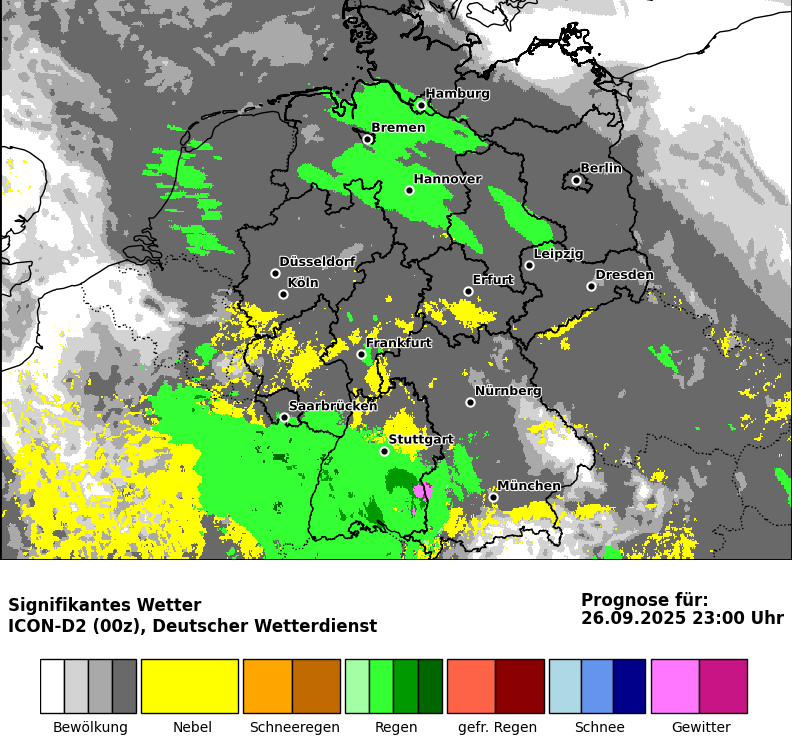 Hamburg
Bremen
Berlin
Hannover
Düsseldorf
Leipzig
Köln
Erfurt
Dresden
Frankfurt
Nürnberg
Saarbrücken
Stuttgart
München
Signifikantes Wetter
ICON-D2 (00z), Deutscher Wetterdienst
Prognose für:
26.09.2025 23:00 Uhr
Bewölkung
Nebel
Schneeregen
Regen
gefr. Regen
Schnee
Gewitter